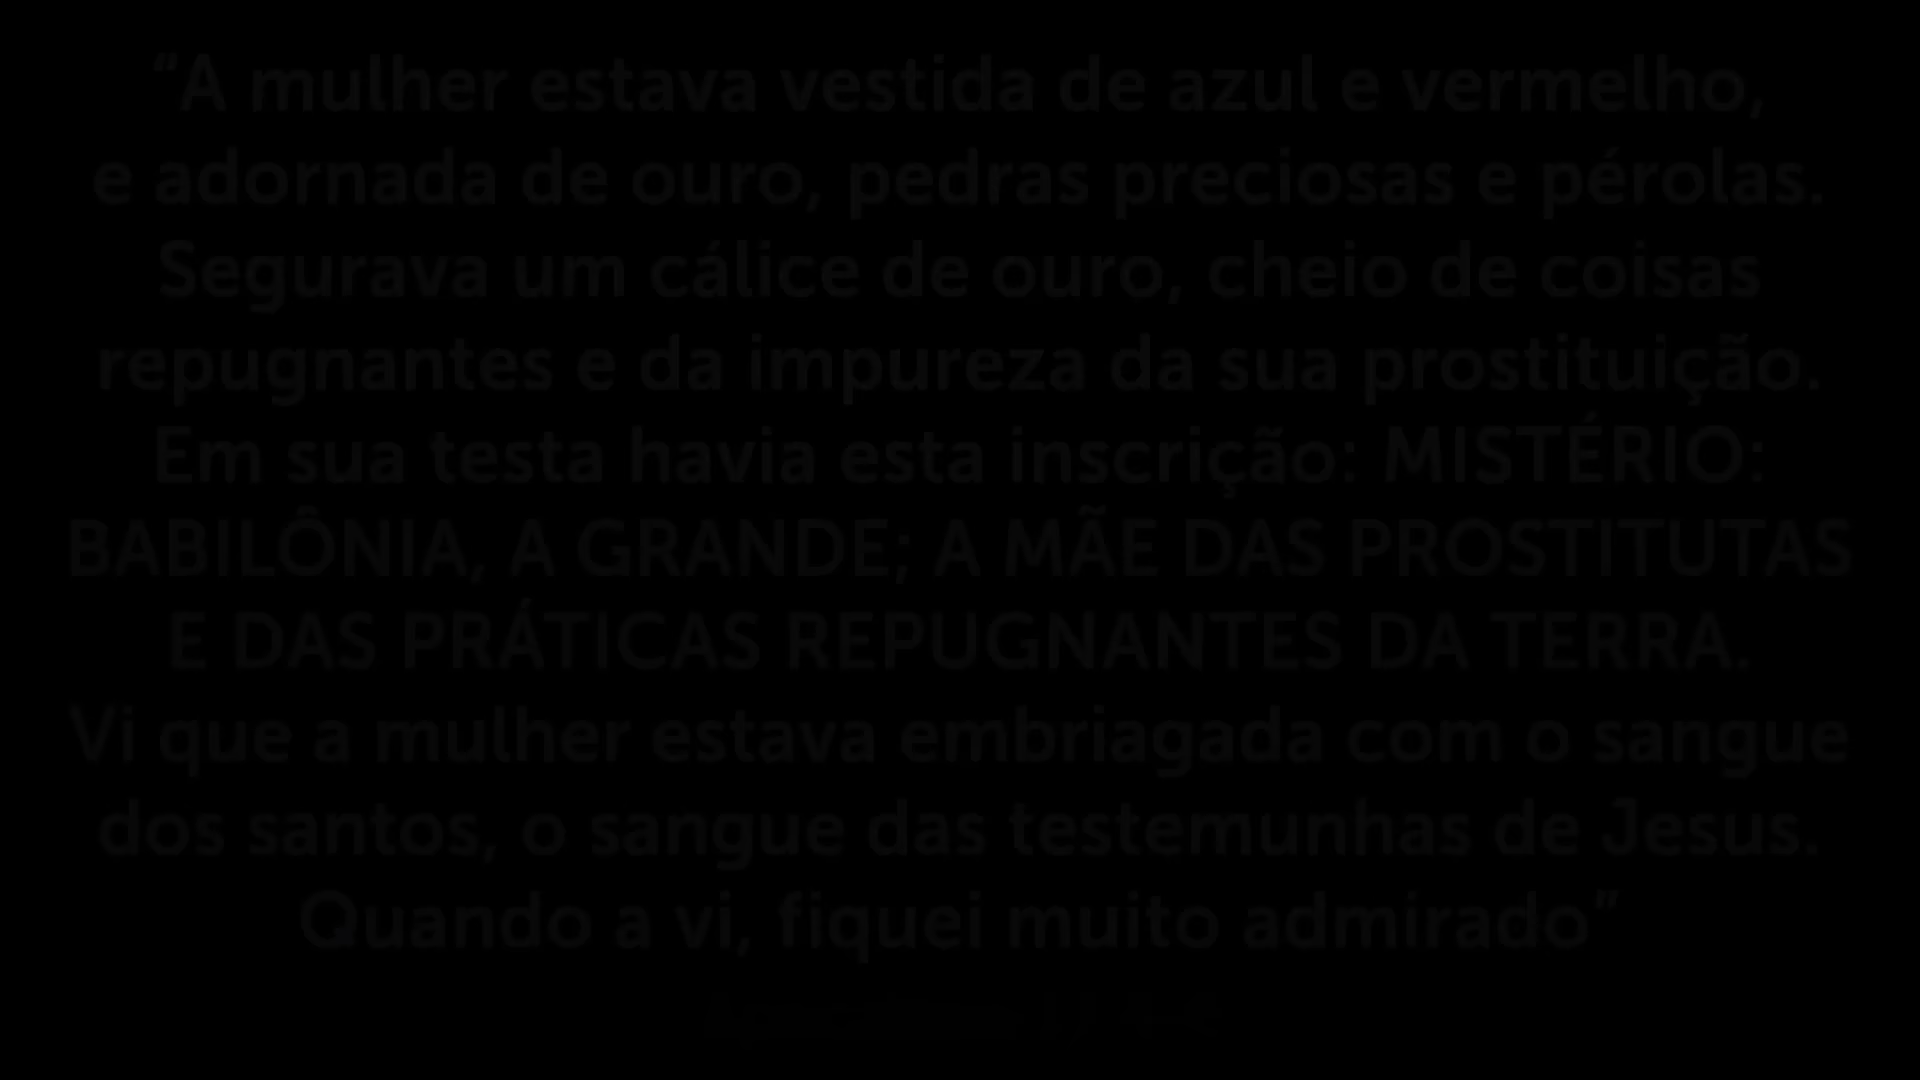 "A mulher estava vestida de azul e vermelho,
e adornada de ouro, pedras preciosas e pérolas.
Segurava um cálice de ouro, cheio de coisas
repugnantes e da impureza da sua prostituição.
Em sua testa havia esta inscrição: MISTÉRIO:
BABILÔNIA, A GRANDE; A MÃE DAS PROSTITUTAS
E DAS PRÁTICAS REPUGNANTES DA TERRA.
Vi que a mulher estava embriagada com o sangue
dos santos, o sangue das testemunhas de Jesus.
Quando a vi, fiquei muito admirado"